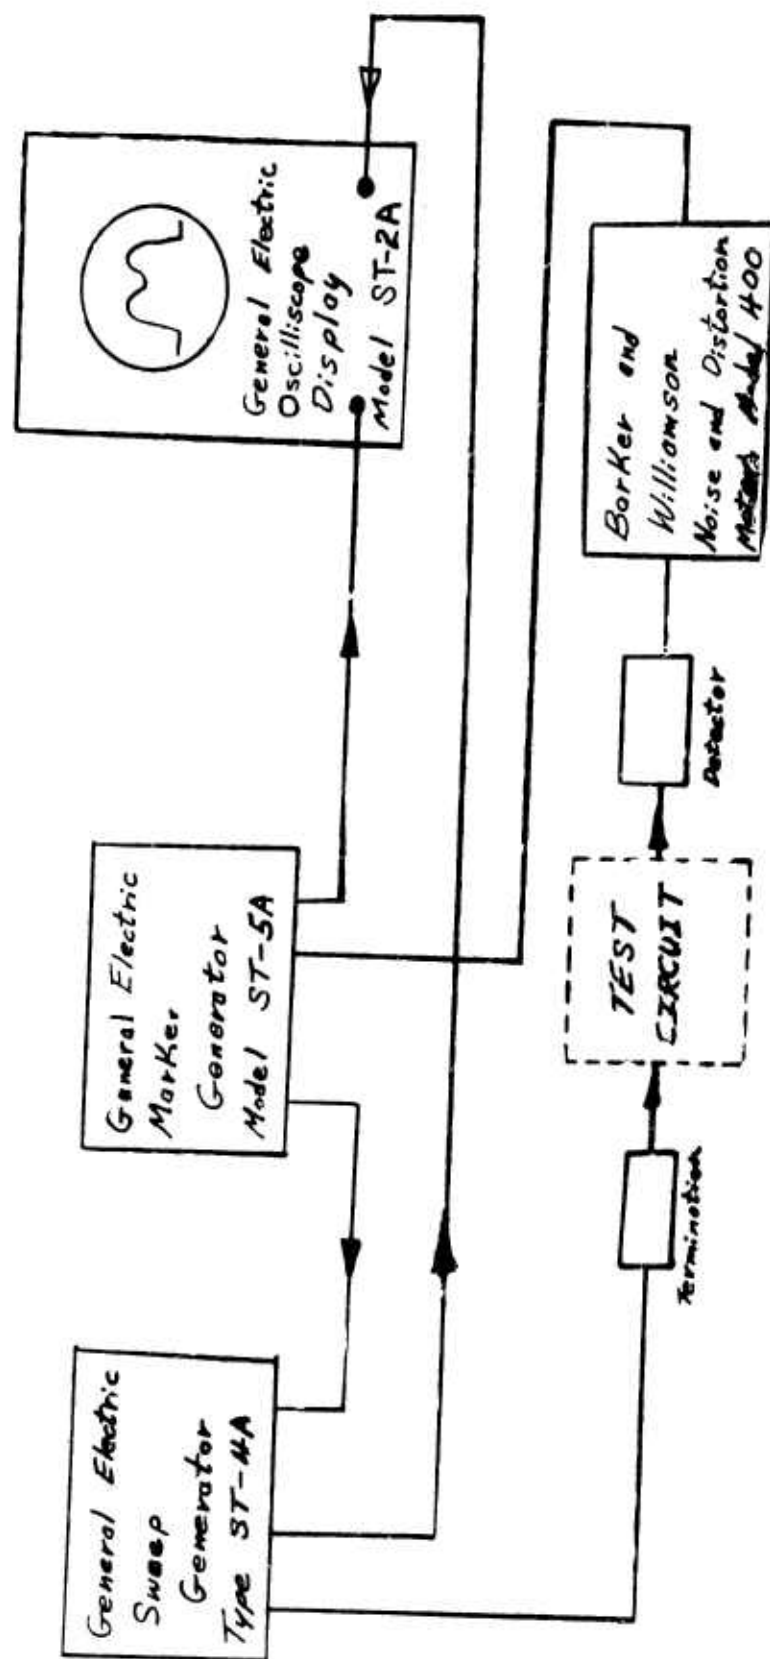 General Electric
Sweep
Generator
Type ST-4A
General Electric
Marker
Generator
Model ST-5A
General Electric
Oscilliscope
Display
Model ST-2A
Termination
TEST
CIRCUIT
Detector
Barker and
Williamson
Noise and Distortion
Model 400